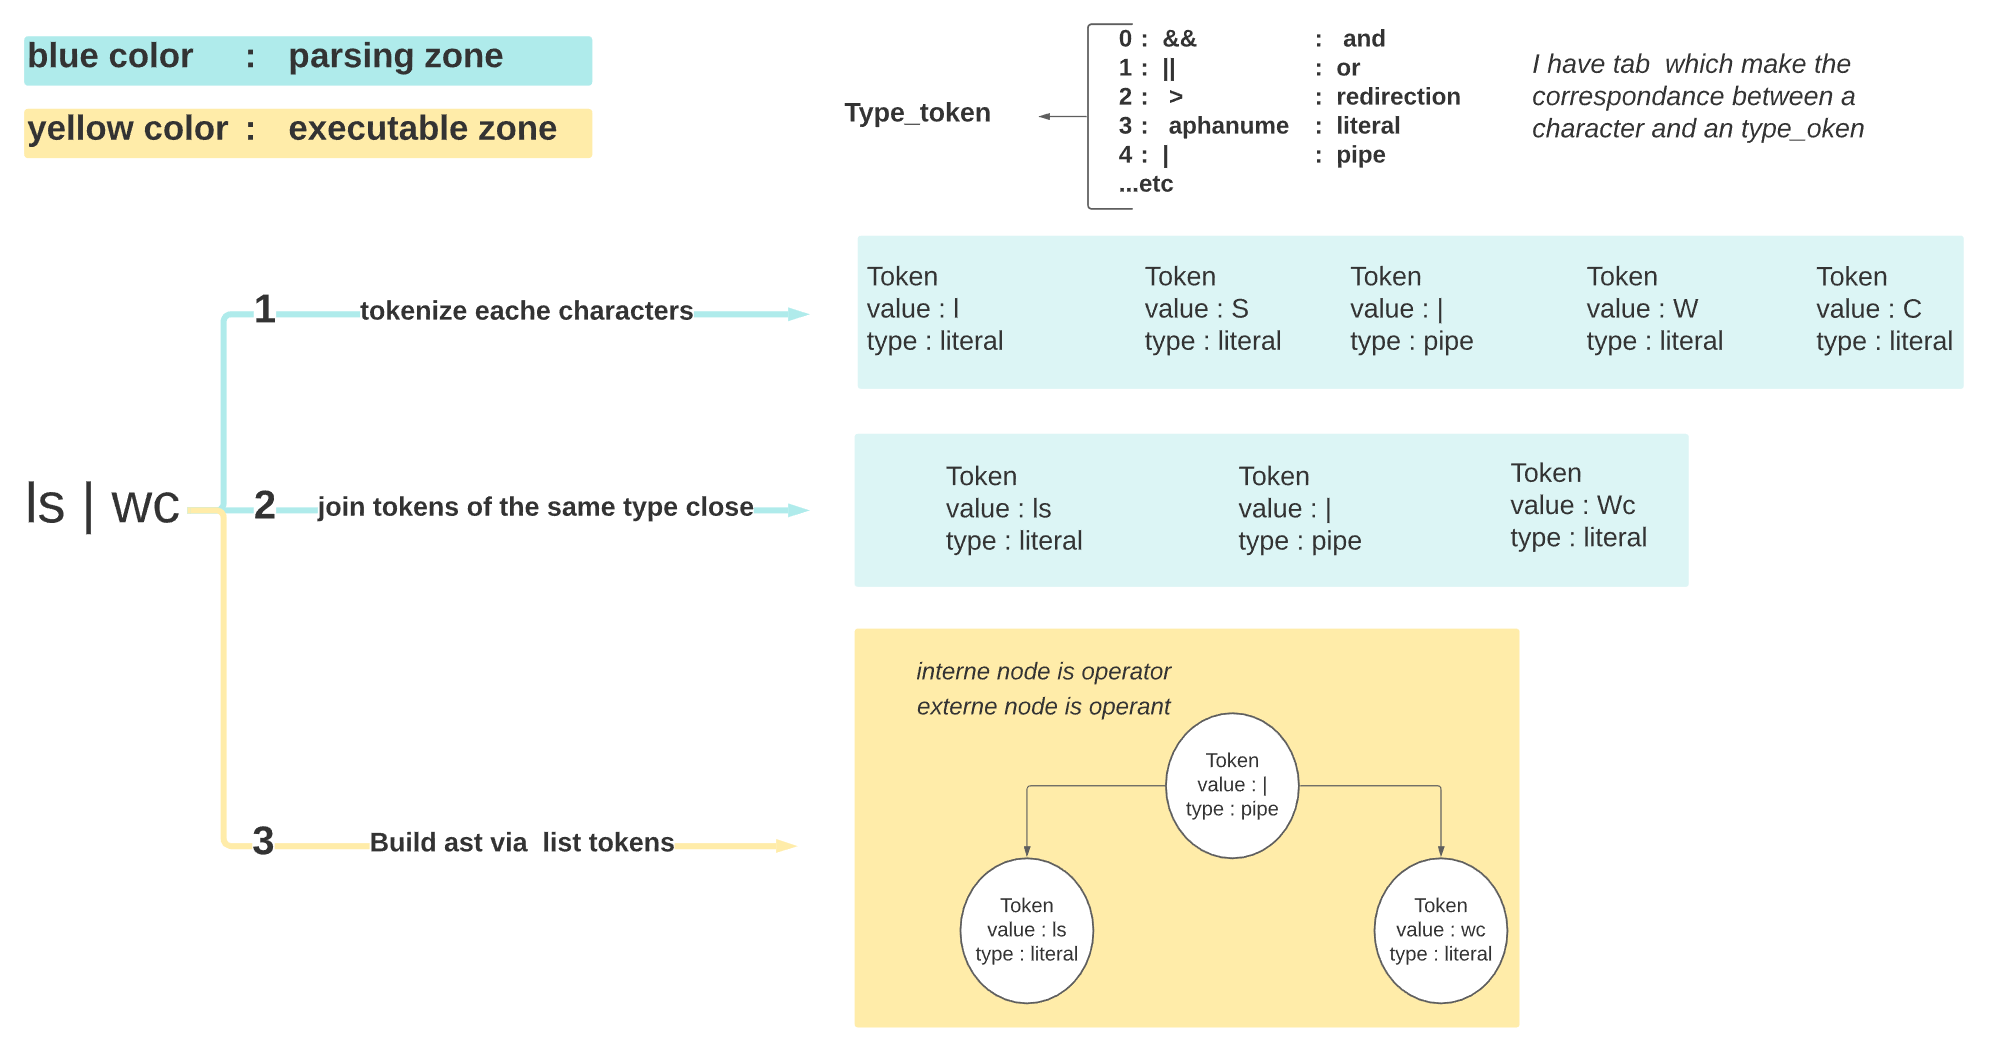 blue color : parsing zone
yellow color : executable zone
Type_token
0 : && : and
1 : || : or
2 : > : redirection
3 : aphanume : literal
4 : | : pipe
...etc
I have tab which make the
correspondance between a
character and an type_oken
ls | wc
1 tokenize eache characters
Token
value : l
type : literal
Token
value : S
type : literal
Token
value : |
type : pipe
Token
value : W
type : literal
Token
value : C
type : literal
2 join tokens of the same type close
Token
value : ls
type : literal
Token
value : |
type : pipe
Token
value : Wc
type : literal
3 Build ast via list tokens
interne node is operator
externe node is operant
Token
value : |
type : pipe
Token
value : ls
type : literal
Token
value : wc
type : literal